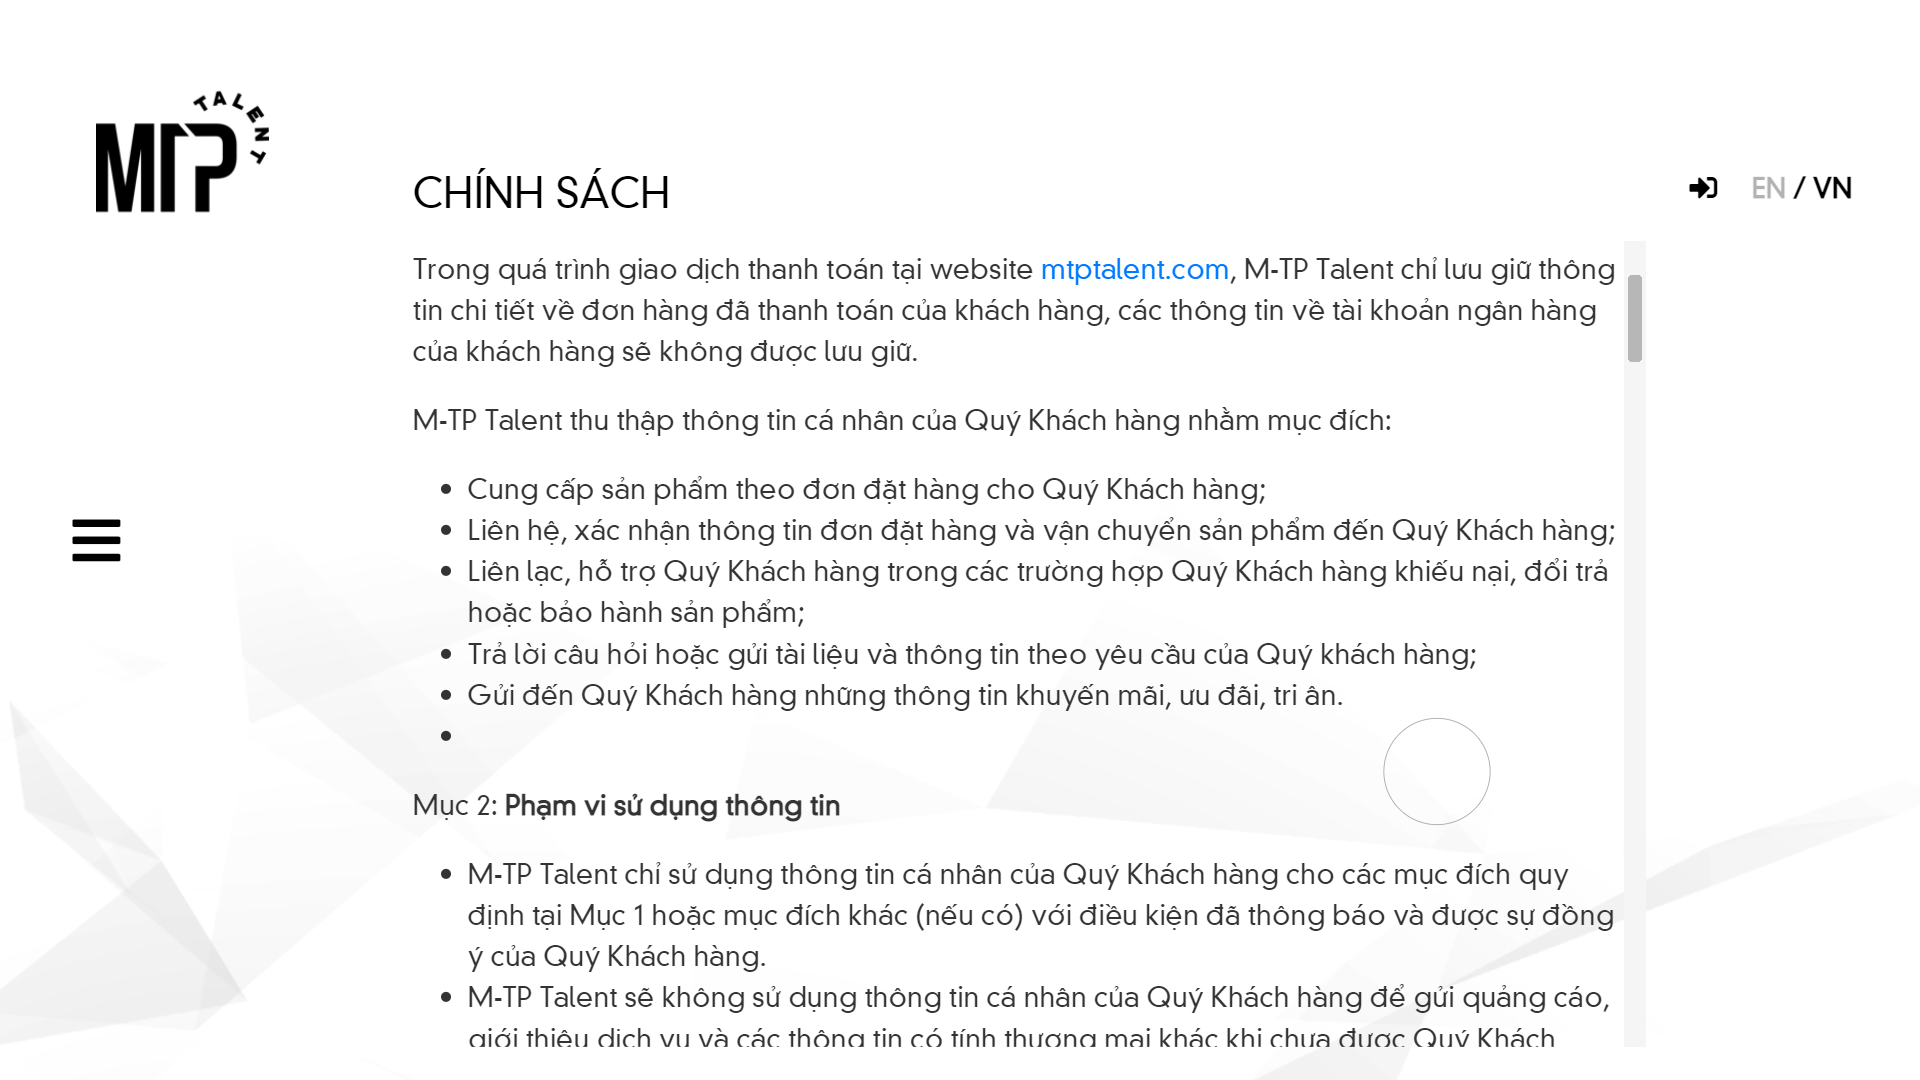 TALENT
MTP
CHÍNH SÁCH
EN / VN
Trong quá trình giao dịch thanh toán tại website mtptalent.com, M-TP Talent chỉ lưu giữ thông
tin chi tiết về đơn hàng đã thanh toán của khách hàng, các thông tin về tài khoản ngân hàng
của khách hàng sẽ không được lưu giữ.
M-TP Talent thu thập thông tin cá nhân của Quý Khách hàng nhằm mục đích:
• Cung cấp sản phẩm theo đơn đặt hàng cho Quý Khách hàng;
• Liên hệ, xác nhận thông tin đơn đặt hàng và vận chuyển sản phẩm đến Quý Khách hàng;
• Liên lạc, hỗ trợ Quý Khách hàng trong các trường hợp Quý Khách hàng khiếu nại, đổi trả
hoặc bảo hành sản phẩm;
• Trả lời câu hỏi hoặc gửi tài liệu và thông tin theo yêu cầu của Quý khách hàng;
• Gửi đến Quý Khách hàng những thông tin khuyến mãi, ưu đãi, tri ân.
•
Mục 2: Phạm vi sử dụng thông tin
• M-TP Talent chỉ sử dụng thông tin cá nhân của Quý Khách hàng cho các mục đích quy
định tại Mục 1 hoặc mục đích khác (nếu có) với điều kiện đã thông báo và được sự đồng
ý của Quý Khách hàng.
• M-TP Talent sẽ không sử dụng thông tin cá nhân của Quý Khách hàng để gửi quảng cáo,
giới thiệu dịch vụ và các thông tin có tính thương mại khác khi chưa được Quý Khách